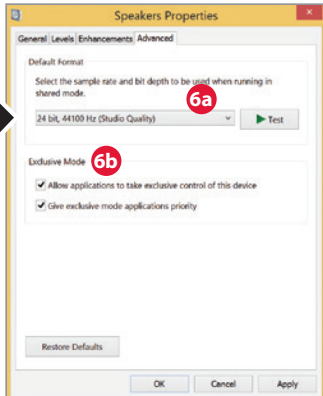 Speakers Properties
General Levels Enhancements Advanced
Default Format
Select the sample rate and bit depth to be used when running in
shared mode.
6a
24 bit, 44100 Hz (Studio Quality)
Test
Exclusive Mode
6b
Allow applications to take exclusive control of this device
Give exclusive mode applications priority
Restore Defaults
OK Cancel Apply